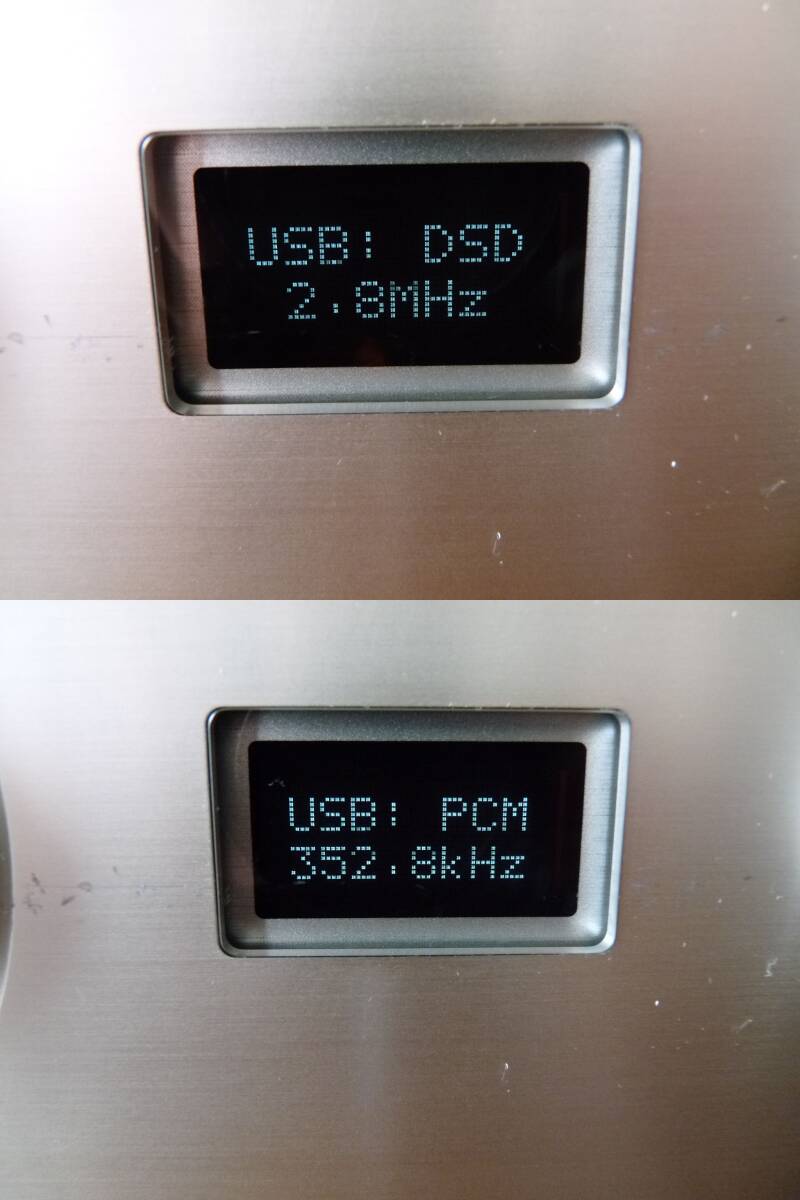 USB: DSD
2.8MHz
USB: PCM
352.8kHz